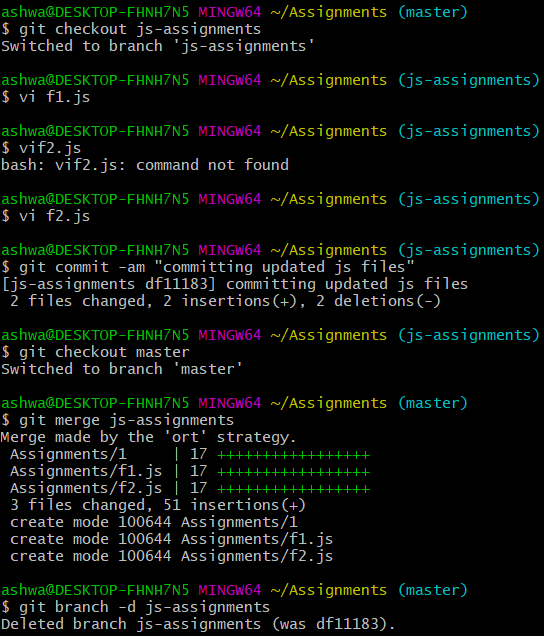 ashwa@DESKTOP-FHNH7N5 MINGW64 ~/Assignments (master)
$ git checkout js-assignments
Switched to branch 'js-assignments'
ashwa@DESKTOP-FHNH7N5 MINGW64 ~/Assignments (js-assignments)
$ vi f1.js
ashwa@DESKTOP-FHNH7N5 MINGW64 ~/Assignments (js-assignments)
$ vif2.js
bash: vif2.js: command not found
ashwa@DESKTOP-FHNH7N5 MINGW64 ~/Assignments (js-assignments)
$ vi f2.js
ashwa@DESKTOP-FHNH7N5 MINGW64 ~/Assignments (js-assignments)
$ git commit -am "committing updated js files"
[js-assignments df11183] committing updated js files
 2 files changed, 2 insertions(+), 2 deletions(-)
ashwa@DESKTOP-FHNH7N5 MINGW64 ~/Assignments (js-assignments)
$ git checkout master
Switched to branch 'master'
ashwa@DESKTOP-FHNH7N5 MINGW64 ~/Assignments (master)
$ git merge js-assignments
Merge made by the 'ort' strategy.
 Assignments/1     | 17 +++++++++++++++++
 Assignments/f1.js | 17 +++++++++++++++++
 Assignments/f2.js | 17 +++++++++++++++++
 3 files changed, 51 insertions(+)
 create mode 100644 Assignments/1
 create mode 100644 Assignments/f1.js
 create mode 100644 Assignments/f2.js
ashwa@DESKTOP-FHNH7N5 MINGW64 ~/Assignments (master)
$ git branch -d js-assignments
Deleted branch js-assignments (was df11183).